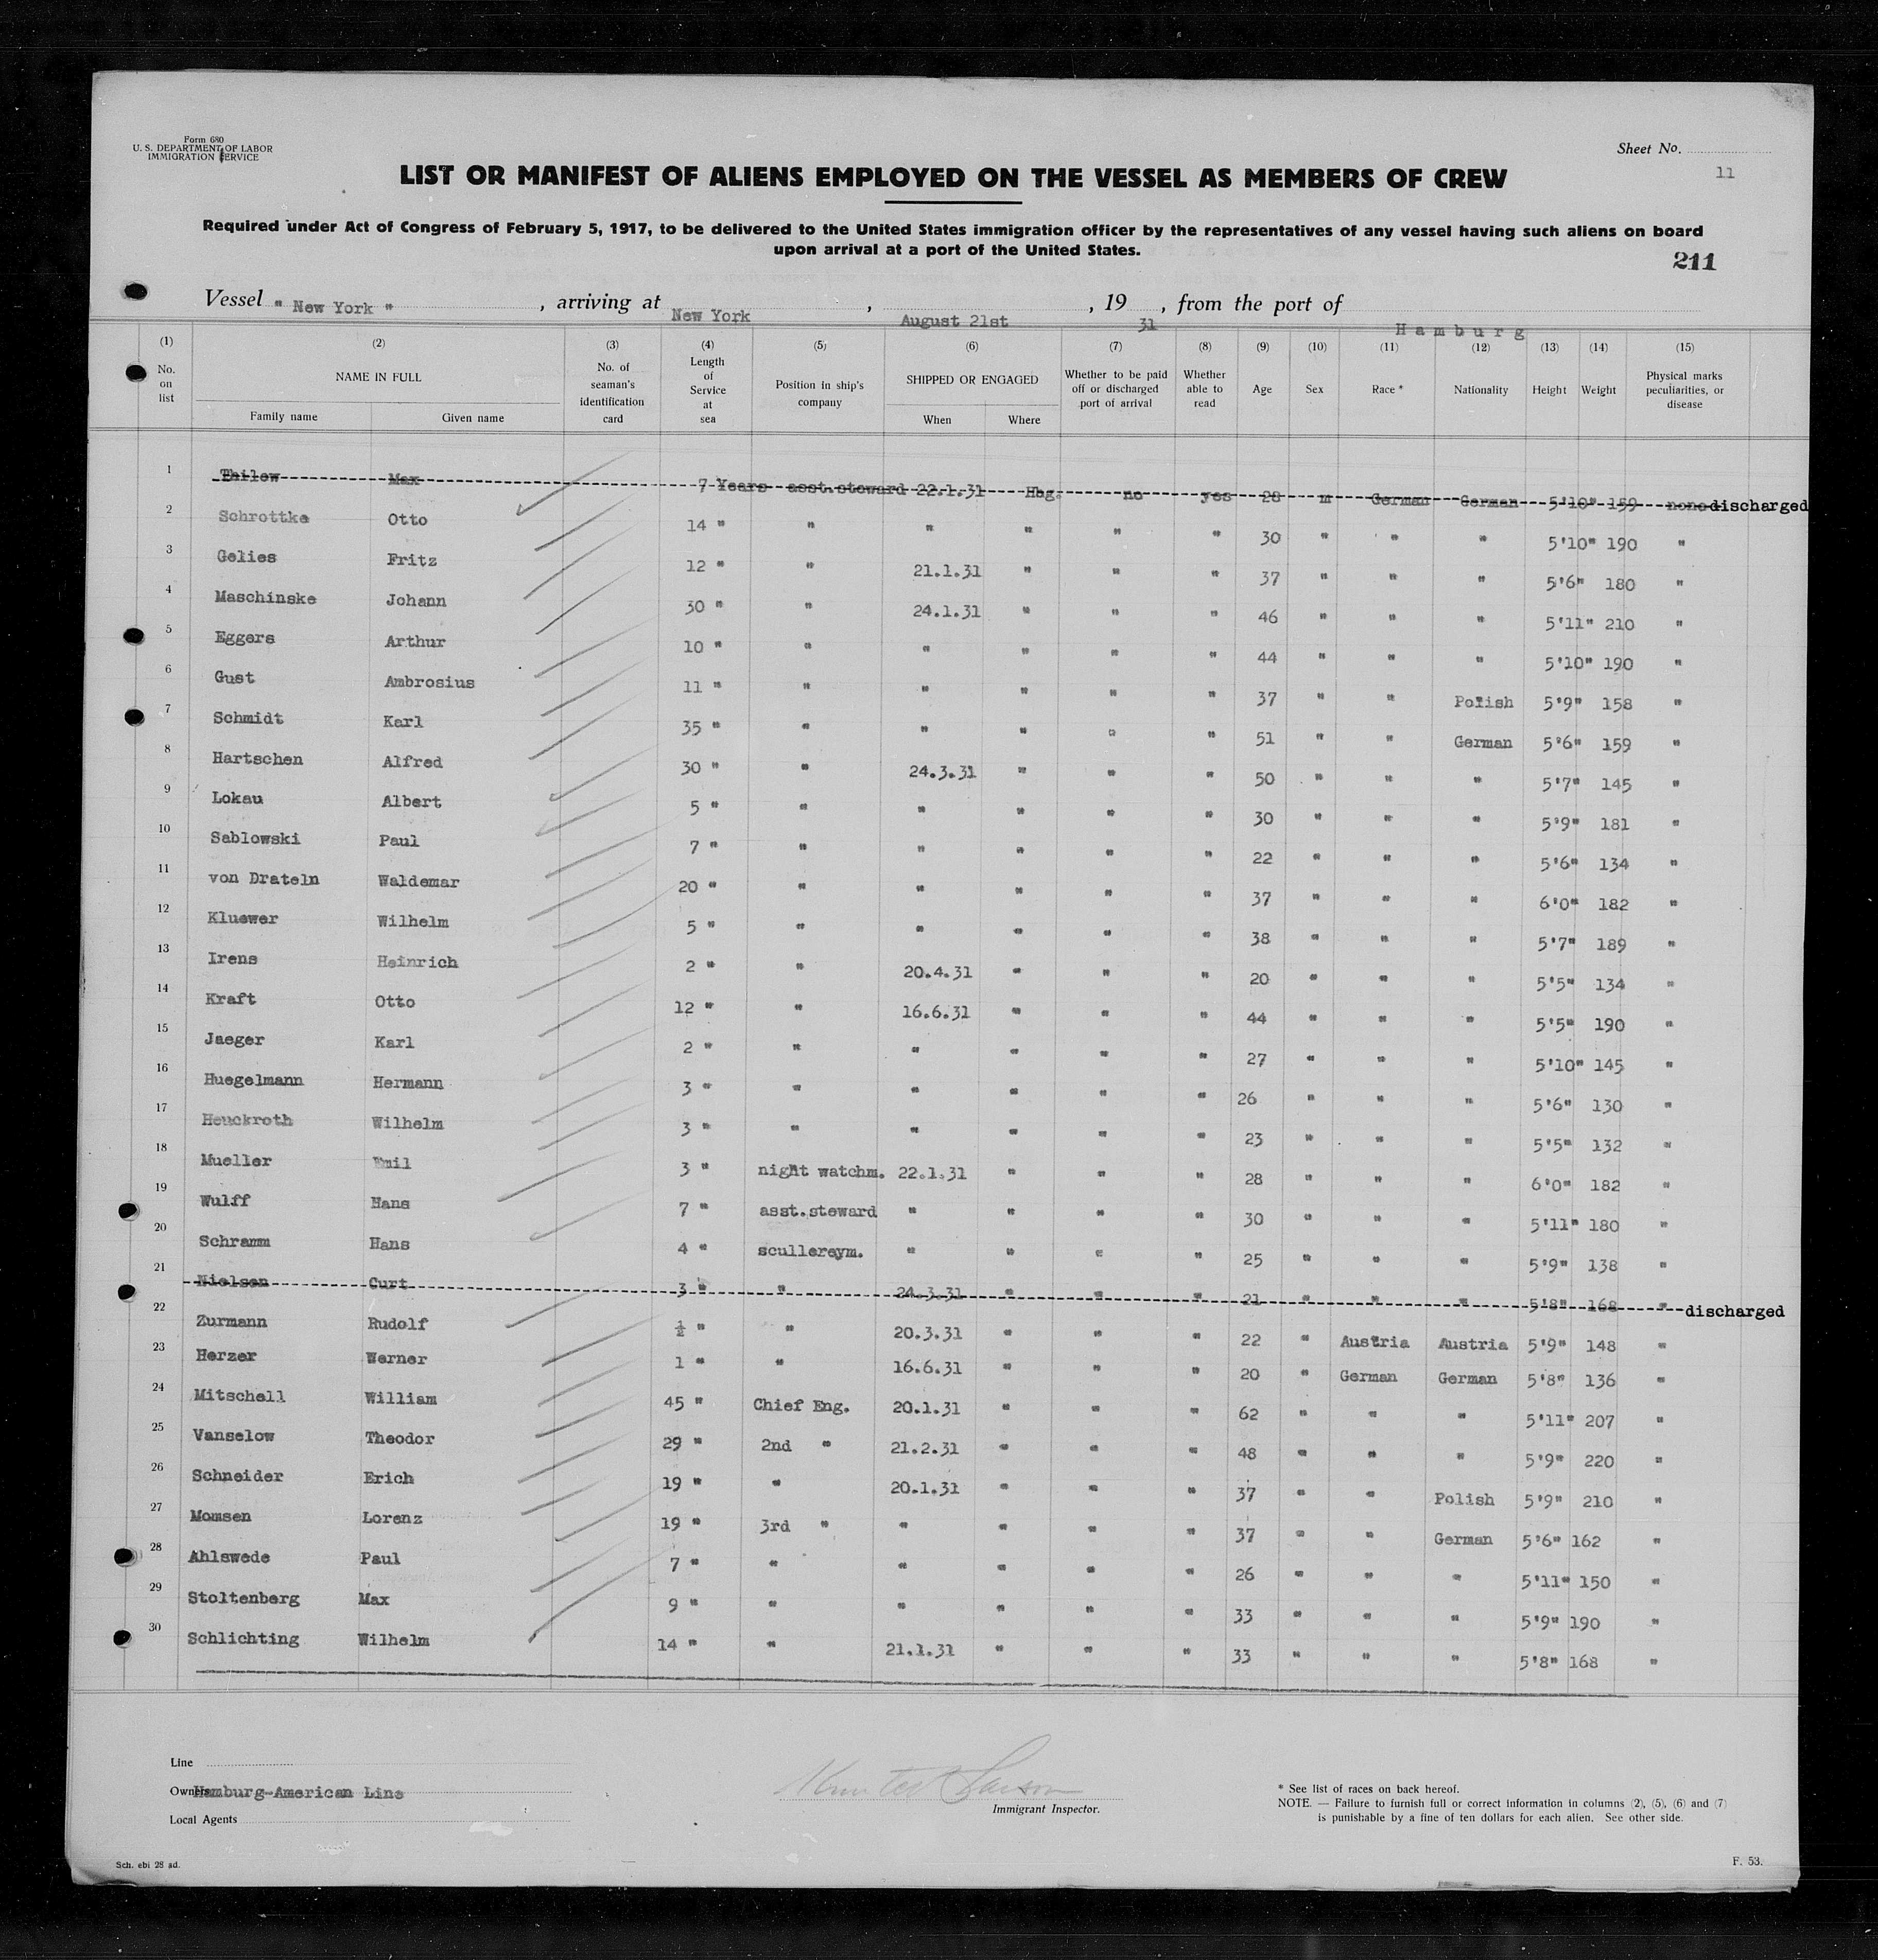 Form 680
U. S. DEPARTMENT OF LABOR
IMMIGRATION SERVICE
Sheet No.
11
LIST OR MANIFEST OF ALIENS EMPLOYED ON THE VESSEL AS MEMBERS OF CREW
Required under Act of Congress of February 5, 1917, to be delivered to the United States immigration officer by the representatives of any vessel having such aliens on board
upon arrival at a port of the United States.
211
Vessel " New York " , arriving at New York , August 21st , 19 31 , from the port of Hamburg
(1) (2) (3) (4) (5) (6) (7) (8) (9) (10) (11) (12) (13) (14) (15)
No. on list NAME IN FULL Family name Given name No. of seaman's identification card Length of Service at sea Position in ship's company SHIPPED OR ENGAGED When Where Whether to be paid off or discharged port of arrival Whether able to read Age Sex Race * Nationality Height Weight Physical marks peculiarities, or disease
1 Max 7 Years asst.steward 22.1.31 Hbg. no yes 28 m German German 5'10" 159 none discharged
2 Schrottke Otto 14 " " " " " " 30 " " " 5'10" 190 "
3 Gelies Fritz 12 " " 21.1.31 " " " 37 " " " 5'6" 180 "
4 Maschinske Johann 30 " " 24.1.31 " " " 46 " " " 5'11" 210 "
5 Eggers Arthur 10 " " " " " " 44 " " " 5'10" 190 "
6 Gust Ambrosius 11 " " " " " " 37 " " Polish 5'9" 158 "
7 Schmidt Karl 35 " " " " " " 51 " " German 5'6" 159 "
8 Hartschen Alfred 30 " " 24.3.31 " " " 50 " " " 5'7" 145 "
9 Lokau Albert 5 " " " " " " 30 " " " 5'9" 181 "
10 Sablowski Paul 7 " " " " " " 22 " " " 5'6" 134 "
11 von Drateln Waldemar 20 " " " " " " 37 " " " 6'0" 182 "
12 Kluewer Wilhelm 5 " " " " " " 38 " " " 5'7" 189 "
13 Irens Heinrich 2 " " 20.4.31 " " " 20 " " " 5'5" 134 "
14 Kraft Otto 12 " " 16.6.31 " " " 44 " " " 5'5" 190 "
15 Jaeger Karl 2 " " " " " " 27 " " " 5'10" 145 "
16 Huegelmann Hermann 3 " " " " " " 26 " " " 5'6" 130 "
17 Heuckroth Wilhelm 3 " " " " " " 23 " " " 5'5" 132 "
18 Mueller Emil 3 " night watchm. 22.1.31 " " " 28 " " " 6'0" 182 "
19 Wulff Hans 7 " asst.steward " " " " 30 " " " 5'11" 180 "
20 Schramm Hans 4 " scullereym. " " " " 25 " " " 5'9" 138 "
21 Nielsen Curt 3 " " 24.3.31 " " " 21 " " " 5'8" 168 " discharged
22 Zurmann Rudolf ½ " " 20.3.31 " " " 22 " Austria Austria 5'9" 148 "
23 Herzer Werner 1 " " 16.6.31 " " " 20 " German German 5'8" 136 "
24 Mitschell William 45 " Chief Eng. 20.1.31 " " " 62 " " " 5'11" 207 "
25 Vanselow Theodor 29 " 2nd " 21.2.31 " " " 48 " " " 5'9" 220 "
26 Schneider Erich 19 " " 20.1.31 " " " 37 " " Polish 5'9" 210 "
27 Momsen Lorenz 19 " 3rd " " " " " 37 " " German 5'6" 162 "
28 Ahlswede Paul 7 " " " " " " 26 " " " 5'11" 150 "
29 Stoltenberg Max 9 " " " " " " 33 " " " 5'9" 190 "
30 Schlichting Wilhelm 14 " " 21.1.31 " " " 33 " " " 5'8" 168 "
Line
Owners Hamburg-American Line
Local Agents
Immigrant Inspector.
* See list of races on back hereof.
NOTE. — Failure to furnish full or correct information in columns (2), (5), (6) and (7)
is punishable by a fine of ten dollars for each alien. See other side.
Sch. ebi 28 ad.
F. 53.